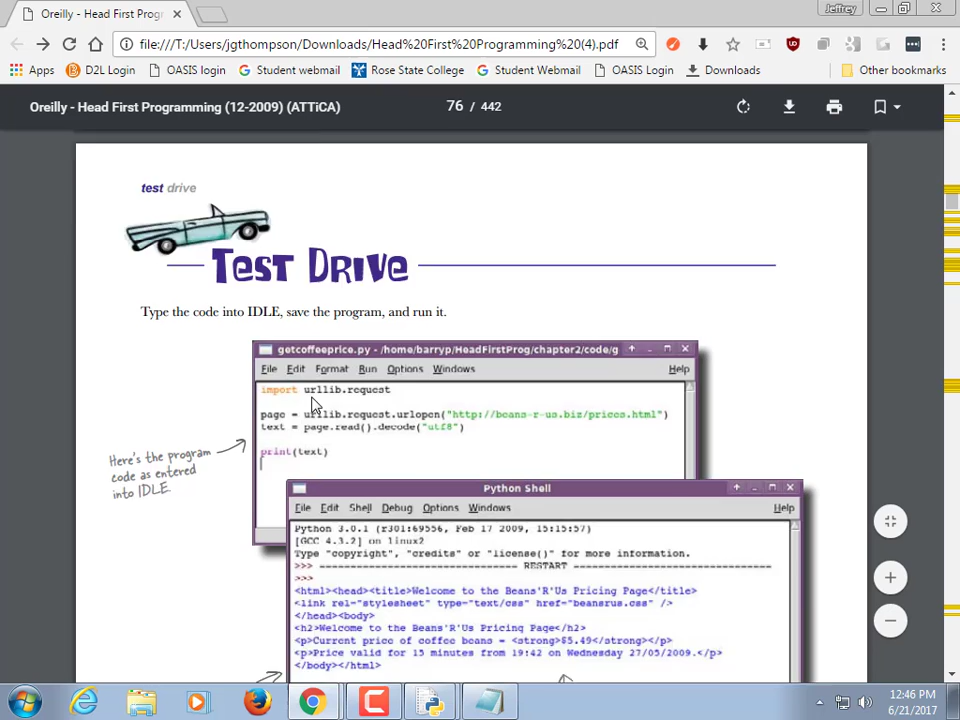 Oreilly - Head First Progr
Jeffrey
file:///T:/Users/jgthompson/Downloads/Head%20First%20Programming%20(4).pdf
Apps
D2L Login
OASIS login
Student webmail
Rose State College
Student Webmail
OASIS Login
Downloads
Other bookmarks
Oreilly - Head First Programming (12-2009) (ATTiCA)
76 / 442
test drive
TEST DRIVE
Type the code into IDLE, save the program, and run it.
getcoffeeprice.py - /home/barryp/HeadFirstProg/chapter2/code/g
File Edit Format Run Options Windows Help
import urllib.request
page = urllib.request.urlopen("http://beans-r-us.biz/prices.html")
text = page.read().decode("utf8")
print(text)
Here's the program
code as entered
into IDLE.
Python Shell
File Edit Shell Debug Options Windows Help
Python 3.0.1 (r301:69556, Feb 17 2009, 15:15:57)
[GCC 4.3.2] on linux2
Type "copyright", "credits" or "license()" for more information.
>>> ================================ RESTART ================================
>>>
<html><head><title>Welcome to the Beans'R'Us Pricing Page</title>
<link rel="stylesheet" type="text/css" href="beansrus.css" />
</head><body>
<h2>Welcome to the Beans'R'Us Pricing Page</h2>
<p>Current price of coffee beans = <strong>$5.49</strong></p>
<p>Price valid for 15 minutes from 19:42 on Wednesday 27/05/2009.</p>
</body></html>
12:46 PM
6/21/2017